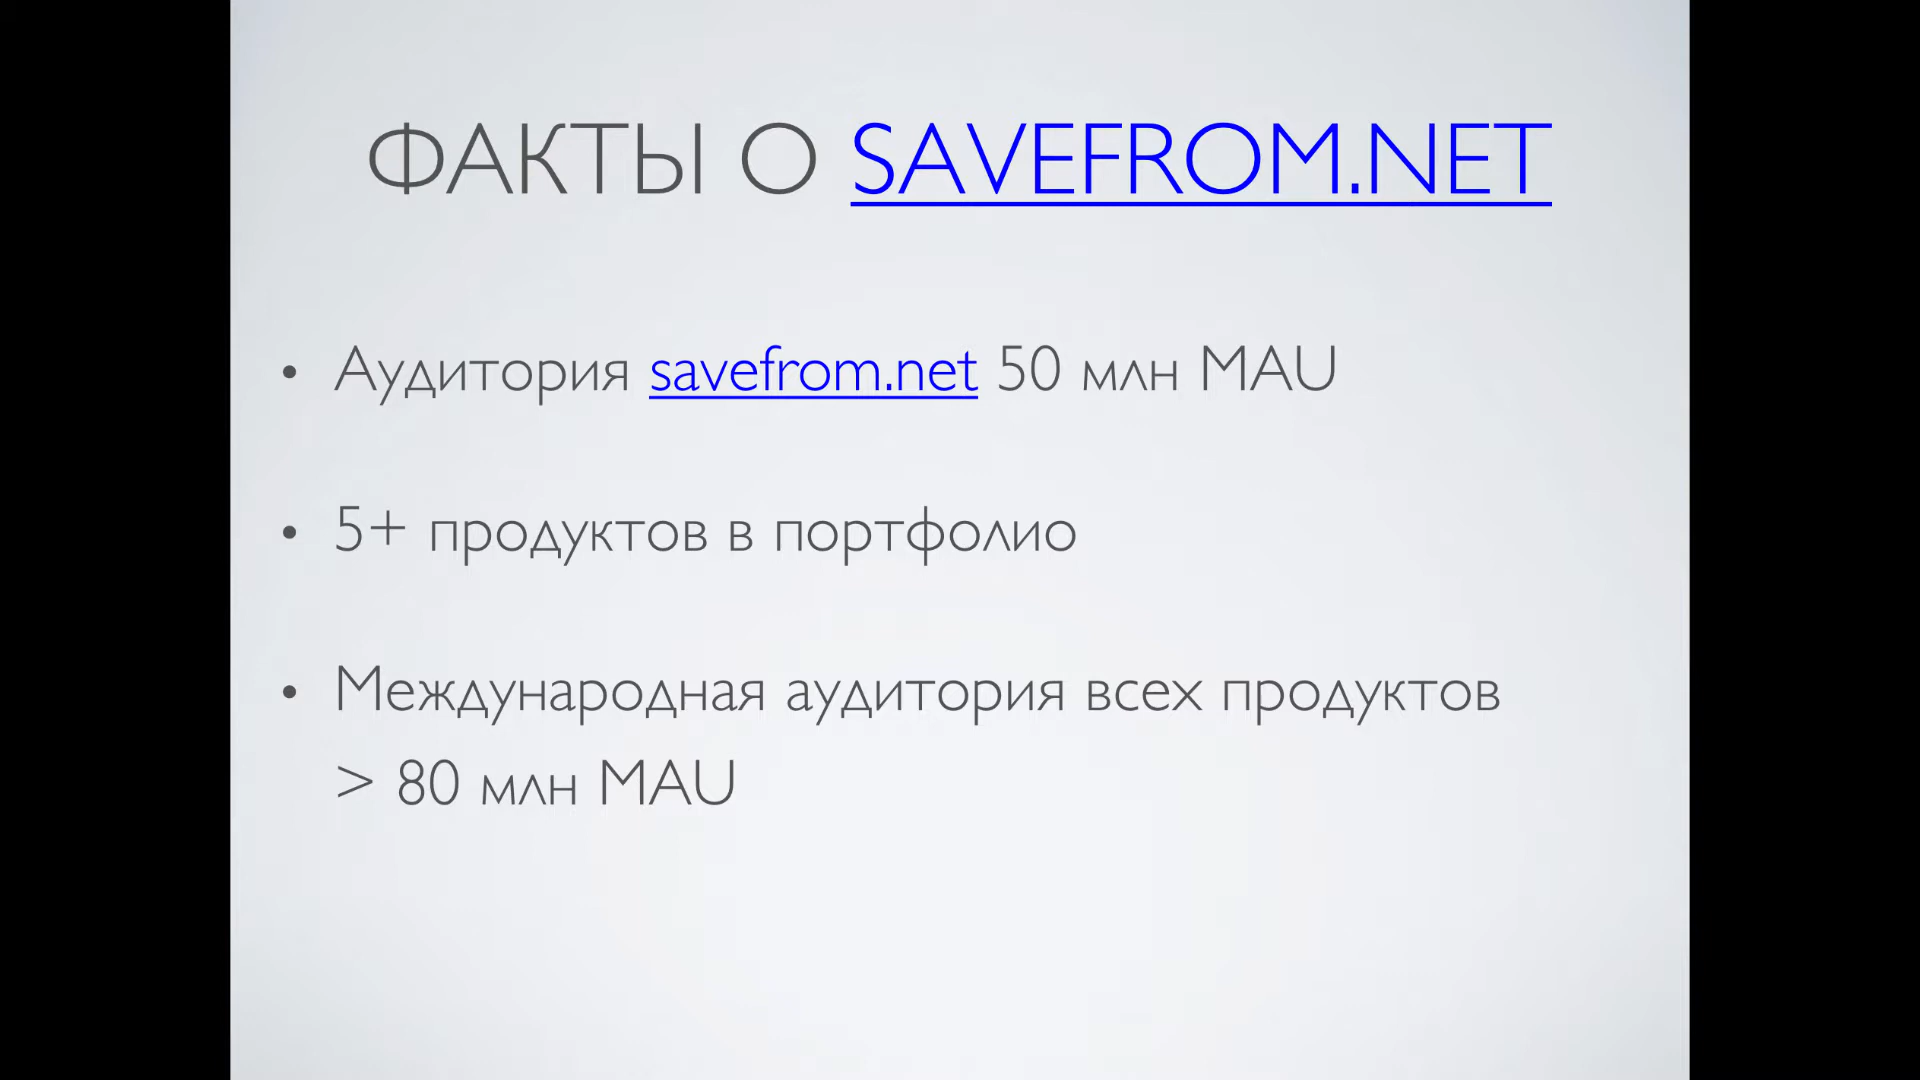 ФАКТЫ О SAVEFROM.NET
• Аудитория savefrom.net 50 млн MAU
• 5+ продуктов в портфолио
• Международная аудитория всех продуктов
> 80 млн MAU